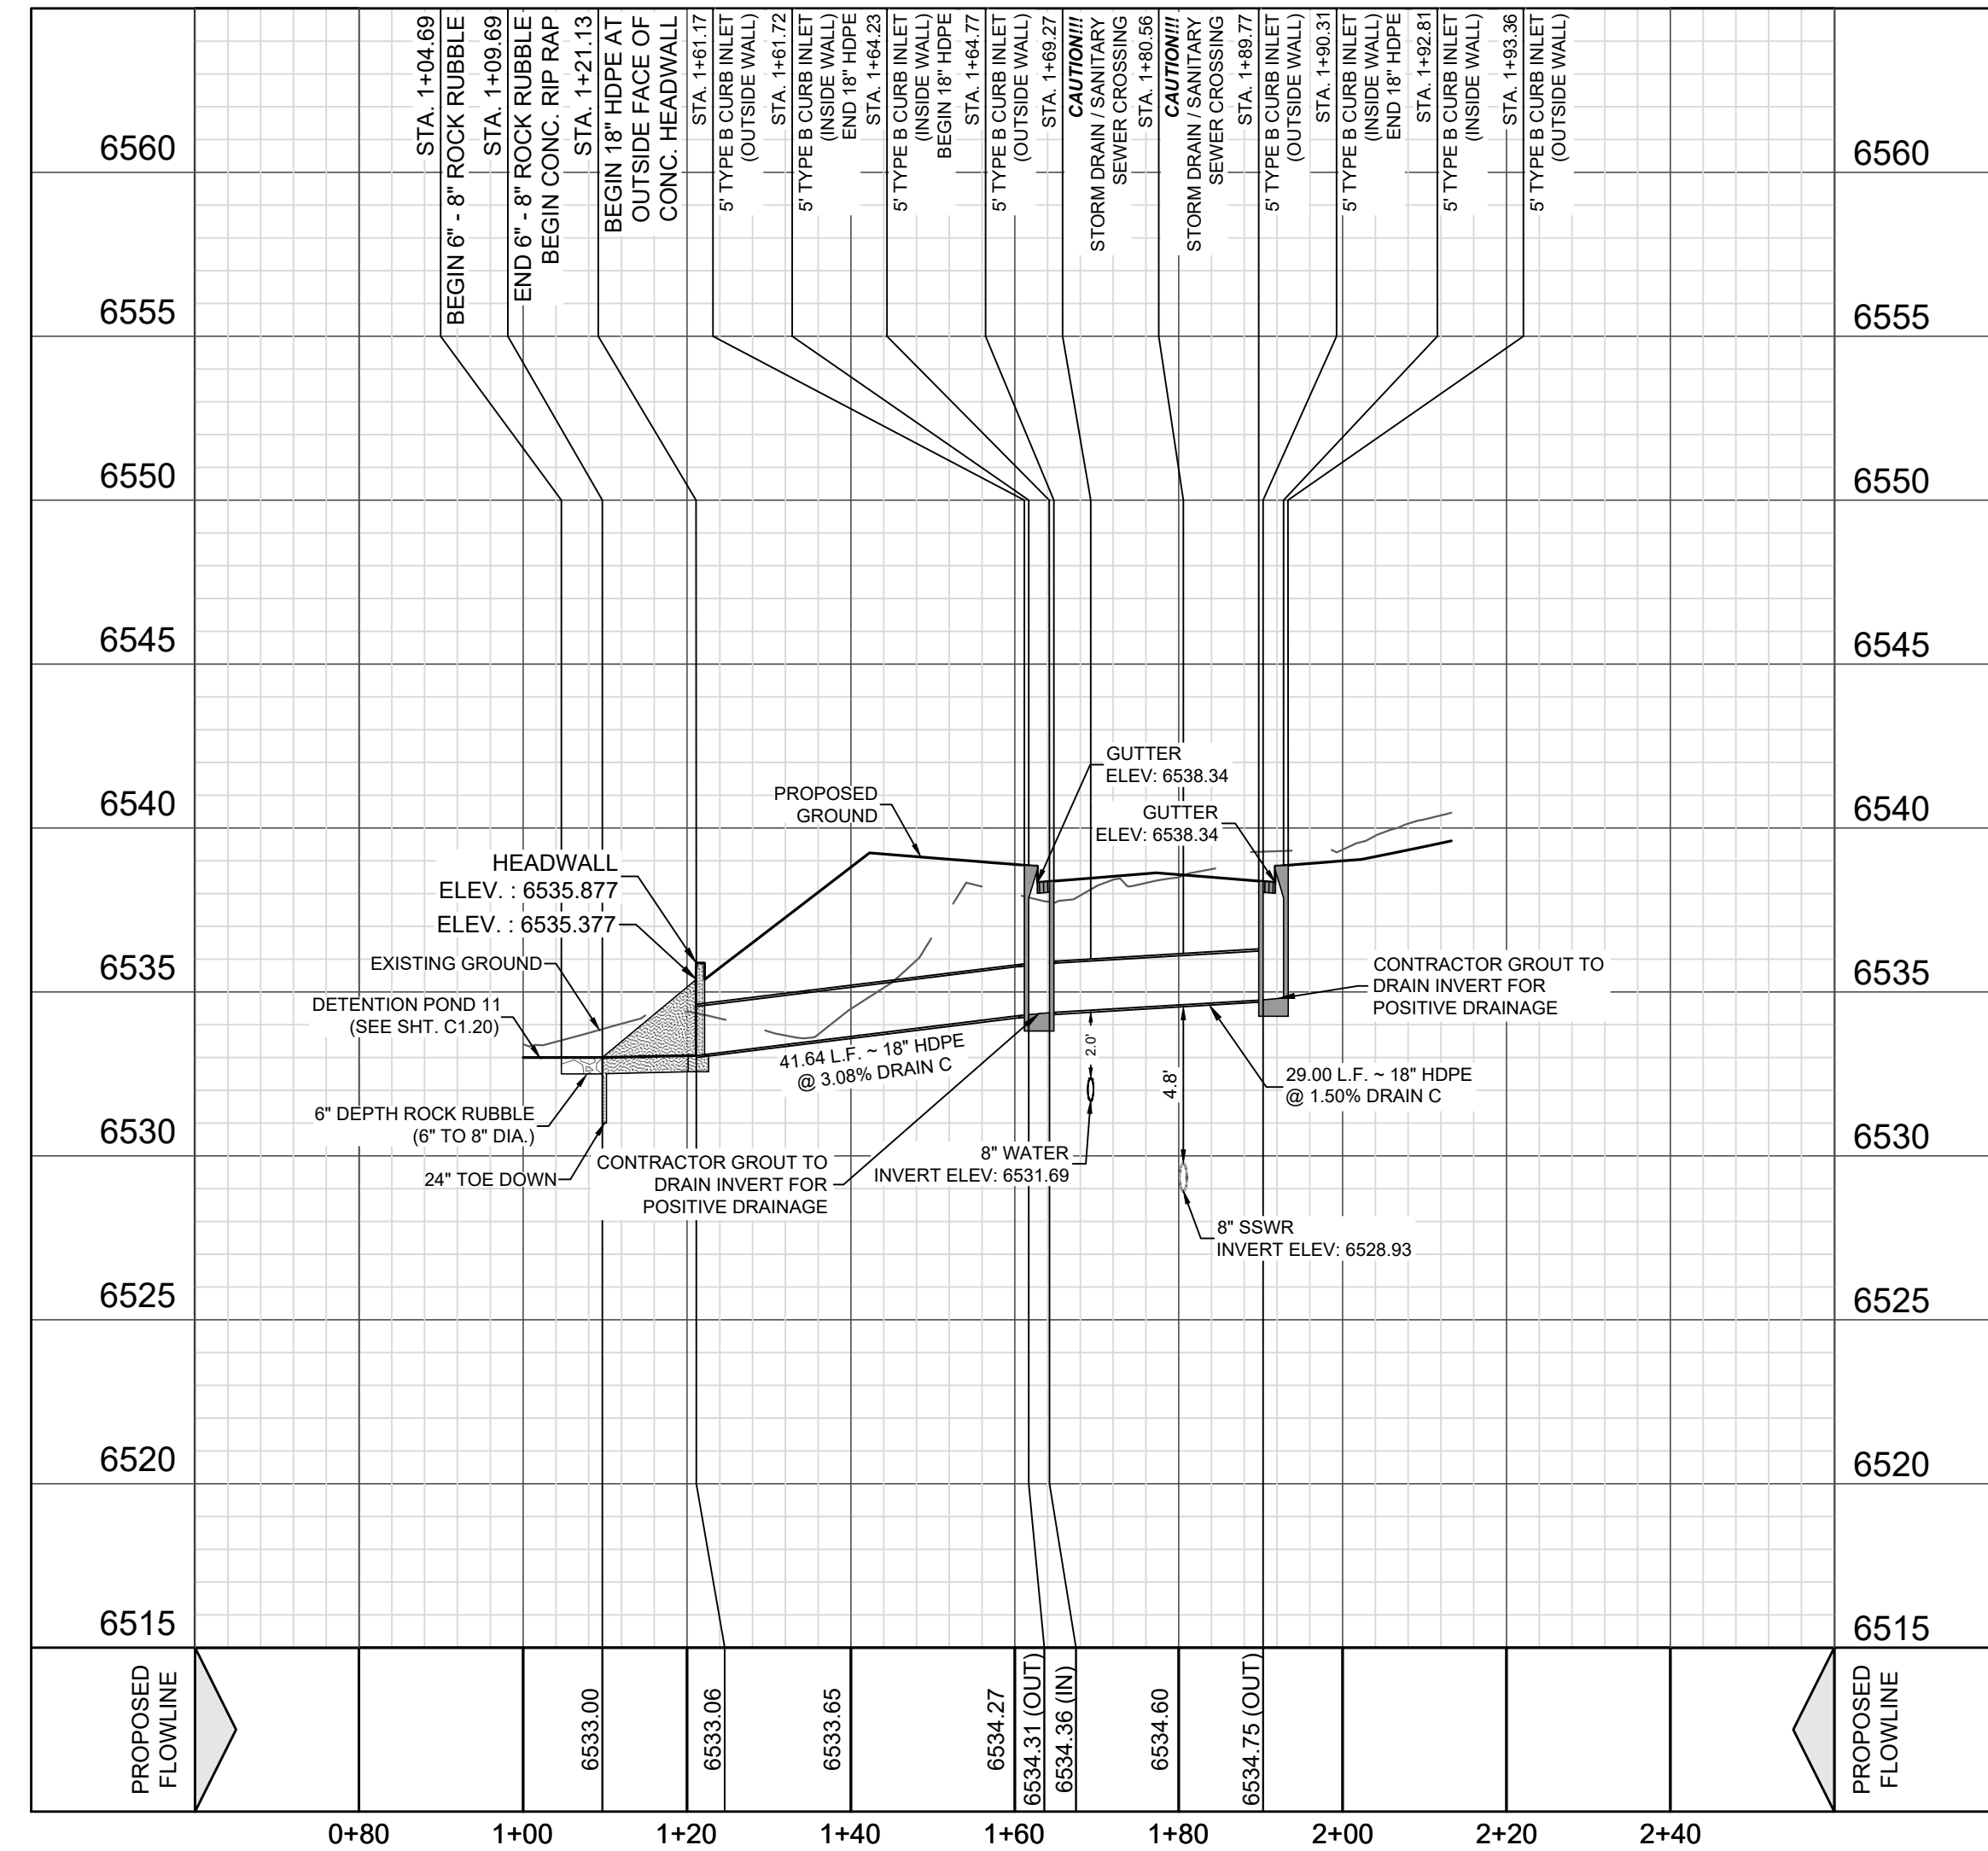 STA. 1+04.69
BEGIN 6" - 8" ROCK RUBBLE
STA. 1+09.69
END 6" - 8" ROCK RUBBLE
BEGIN CONC. RIP RAP
STA. 1+21.13
BEGIN 18" HDPE AT
OUTSIDE FACE OF
CONC. HEADWALL
STA. 1+61.17
5' TYPE B CURB INLET
(OUTSIDE WALL)
STA. 1+61.72
5' TYPE B CURB INLET
(INSIDE WALL)
END 18" HDPE
STA. 1+64.23
5' TYPE B CURB INLET
(INSIDE WALL)
BEGIN 18" HDPE
STA. 1+64.77
5' TYPE B CURB INLET
(OUTSIDE WALL)
STA. 1+69.27
CAUTION!!!
STORM DRAIN / SANITARY
SEWER CROSSING
STA. 1+80.56
CAUTION!!!
STORM DRAIN / SANITARY
SEWER CROSSING
STA. 1+89.77
5' TYPE B CURB INLET
(OUTSIDE WALL)
STA. 1+90.31
5' TYPE B CURB INLET
(INSIDE WALL)
END 18" HDPE
STA. 1+92.81
5' TYPE B CURB INLET
(INSIDE WALL)
STA. 1+93.36
5' TYPE B CURB INLET
(OUTSIDE WALL)
6560
6560
6555
6555
6550
6550
6545
6545
6540
6540
6535
6535
6530
6530
6525
6525
6520
6520
6515
6515
GUTTER
ELEV: 6538.34
GUTTER
ELEV: 6538.34
PROPOSED
GROUND
HEADWALL
ELEV. : 6535.877
ELEV. : 6535.377
EXISTING GROUND
DETENTION POND 11
(SEE SHT. C1.20)
CONTRACTOR GROUT TO
DRAIN INVERT FOR
POSITIVE DRAINAGE
41.64 L.F. ~ 18" HDPE
@ 3.08% DRAIN C
2.0'
4.8'
29.00 L.F. ~ 18" HDPE
@ 1.50% DRAIN C
6" DEPTH ROCK RUBBLE
(6" TO 8" DIA.)
24" TOE DOWN
CONTRACTOR GROUT TO
DRAIN INVERT FOR
POSITIVE DRAINAGE
8" WATER
INVERT ELEV: 6531.69
8" SSWR
INVERT ELEV: 6528.93
PROPOSED
FLOWLINE
6533.00
6533.06
6533.65
6534.27
6534.31 (OUT)
6534.36 (IN)
6534.60
6534.75 (OUT)
PROPOSED
FLOWLINE
0+80
1+00
1+20
1+40
1+60
1+80
2+00
2+20
2+40